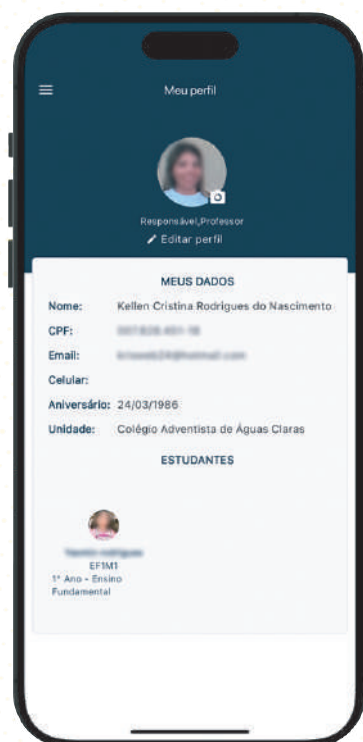 Meu perfil
Responsável,Professor
Editar perfil
MEUS DADOS
Nome: Kellen Cristina Rodrigues do Nascimento
CPF:
Email:
Celular:
Aniversário: 24/03/1986
Unidade: Colégio Adventista de Águas Claras
ESTUDANTES
EF1M1
1° Ano - Ensino
Fundamental